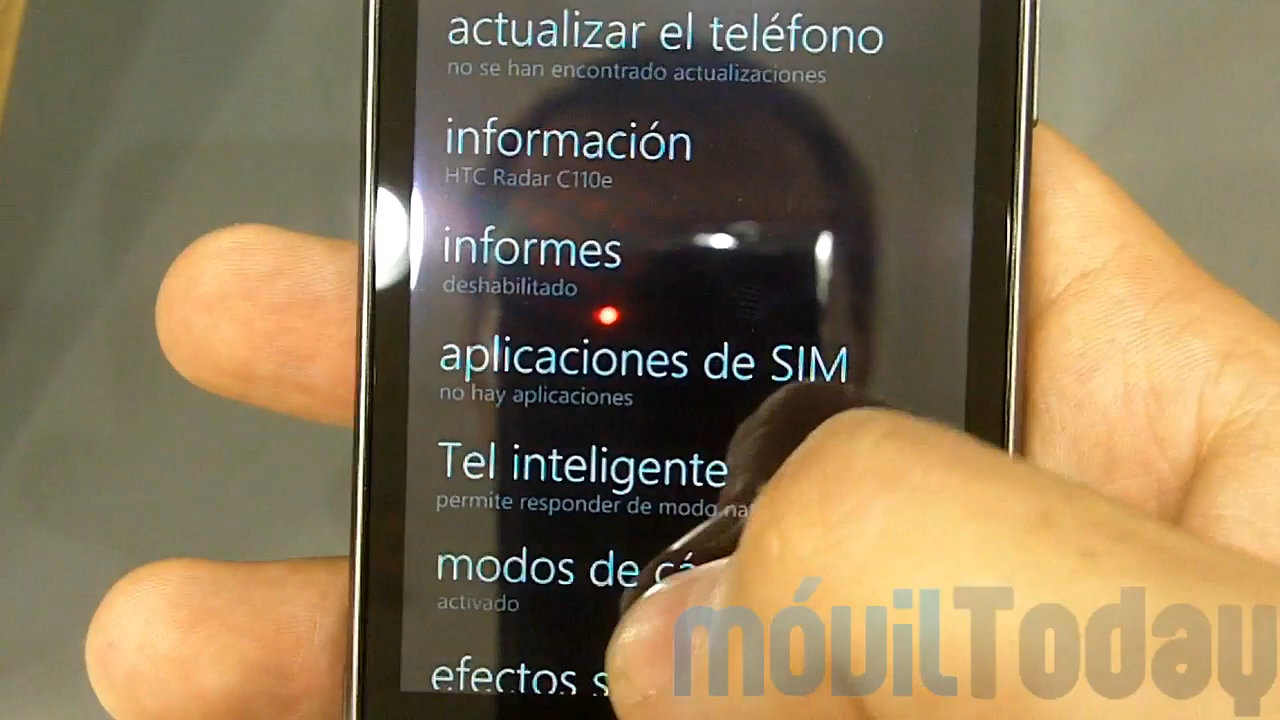 actualizar el teléfono
no se han encontrado actualizaciones
información
HTC Radar C110e
informes
deshabilitado
aplicaciones de SIM
no hay aplicaciones
Tel inteligente
permite responder de modo
modos de
activado
efectos
móvilToday